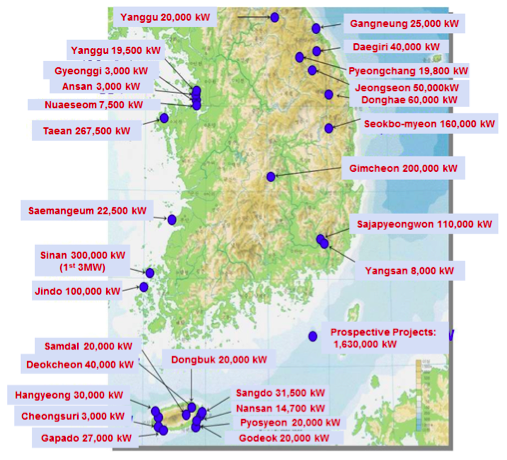 Yanggu 20,000 kW
Gangneung 25,000 kW
Yanggu 19,500 kW
Daegiri 40,000 kW
Gyeonggi 3,000 kW
Pyeongchang 19,800 kW
Ansan 3,000 kW
Jeongseon 50,000kW
Nuaeseom 7,500 kW
Donghae 60,000 kW
Taean 267,500 kW
Seokbo-myeon 160,000 kW
Gimcheon 200,000 kW
Saemangeum 22,500 kW
Sajapyeongwon 110,000 kW
Sinan 300,000 kW
(1st 3MW)
Yangsan 8,000 kW
Jindo 100,000 kW
Prospective Projects:
1,630,000 kW
Samdal 20,000 kW
Deokcheon 40,000 kW
Dongbuk 20,000 kW
Hangyeong 30,000 kW
Sangdo 31,500 kW
Cheongsuri 3,000 kW
Nansan 14,700 kW
Pyosyeon 20,000 kW
Gapado 27,000 kW
Godeok 20,000 kW